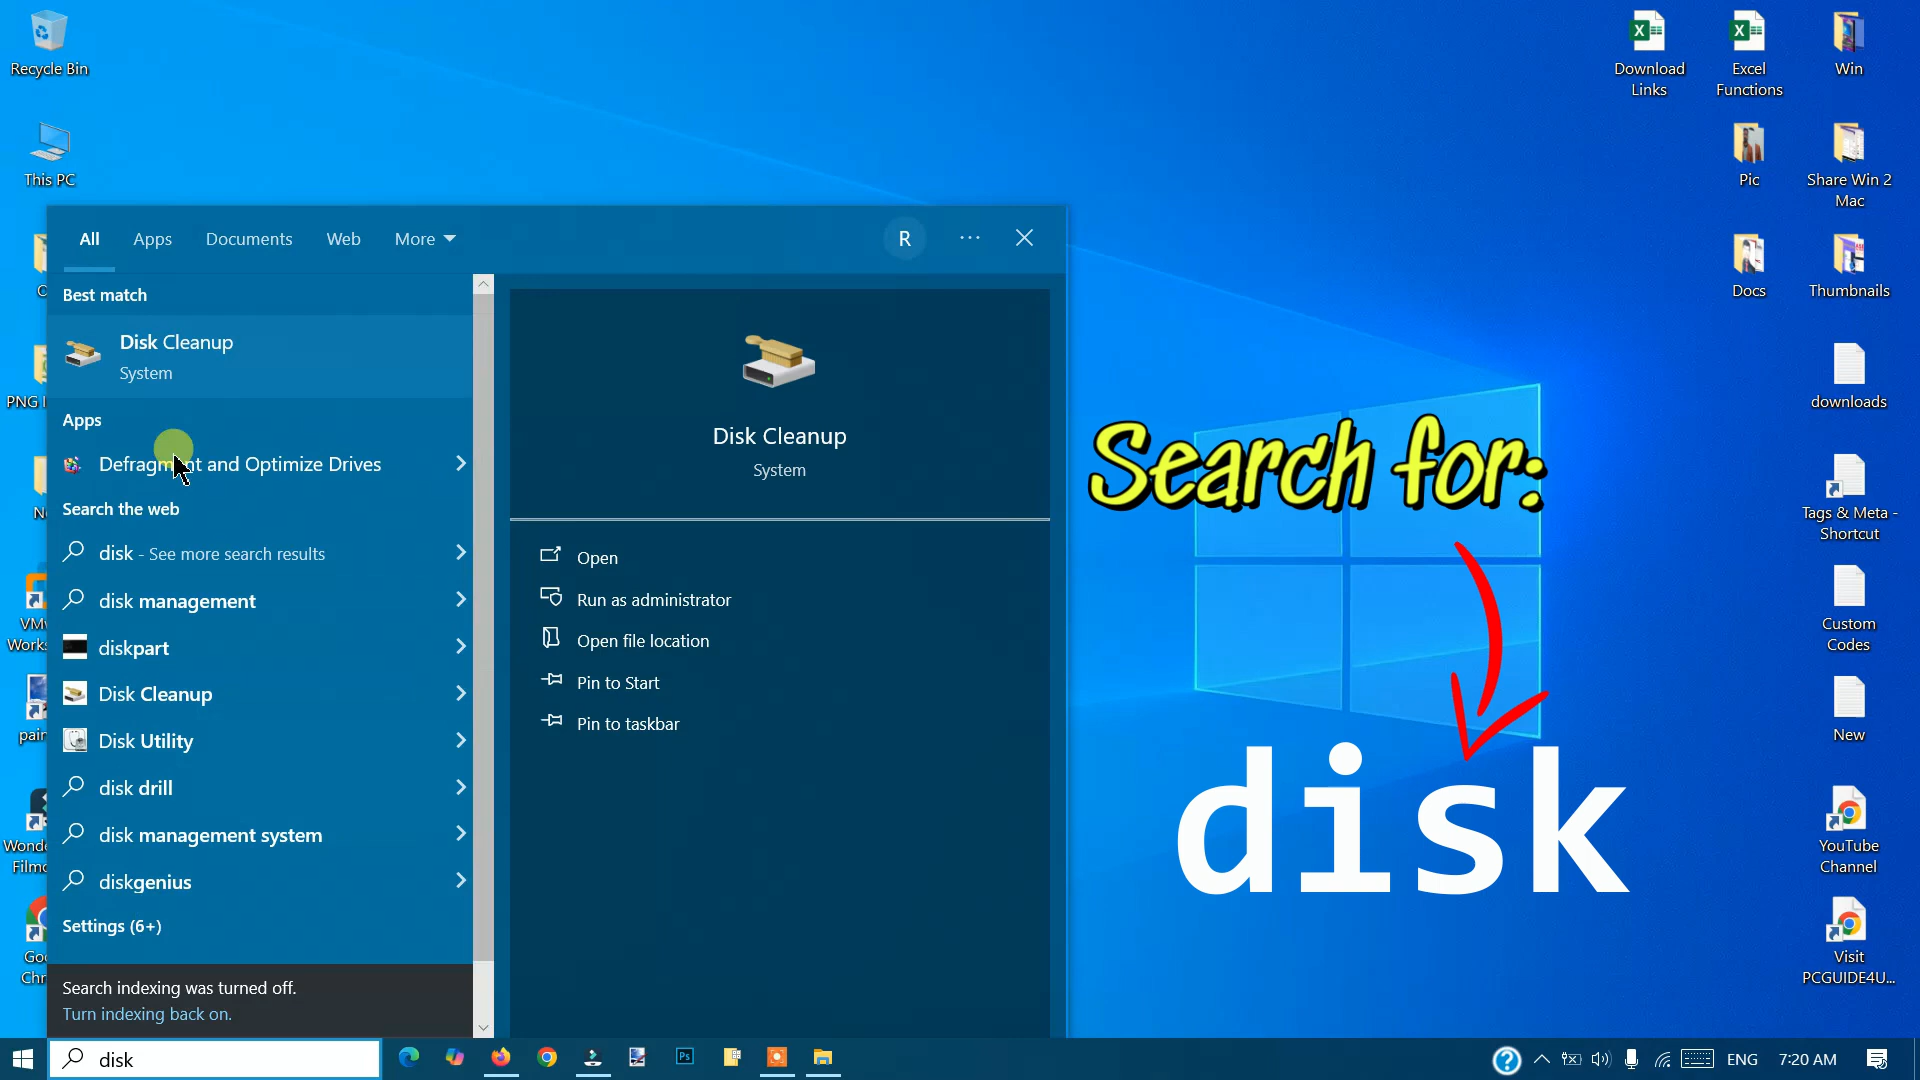 Recycle Bin
This PC
Download
Links
Excel
Functions
Win
Pic
Share Win 2
Mac
Docs
Thumbnails
downloads
Tags & Meta -
Shortcut
Custom
Codes
New
YouTube
Channel
Visit
PCGUIDE4U...
PNG
All Apps Documents Web More
R
Best match
Disk Cleanup
System
Apps
Defragment and Optimize Drives
Search the web
disk - See more search results
disk management
diskpart
Disk Cleanup
Disk Utility
disk drill
disk management system
diskgenius
Settings (6+)
Search indexing was turned off.
Turn indexing back on.
Disk Cleanup
System
Open
Run as administrator
Open file location
Pin to Start
Pin to taskbar
Search for:
disk
disk
Ps
ENG
7:20 AM